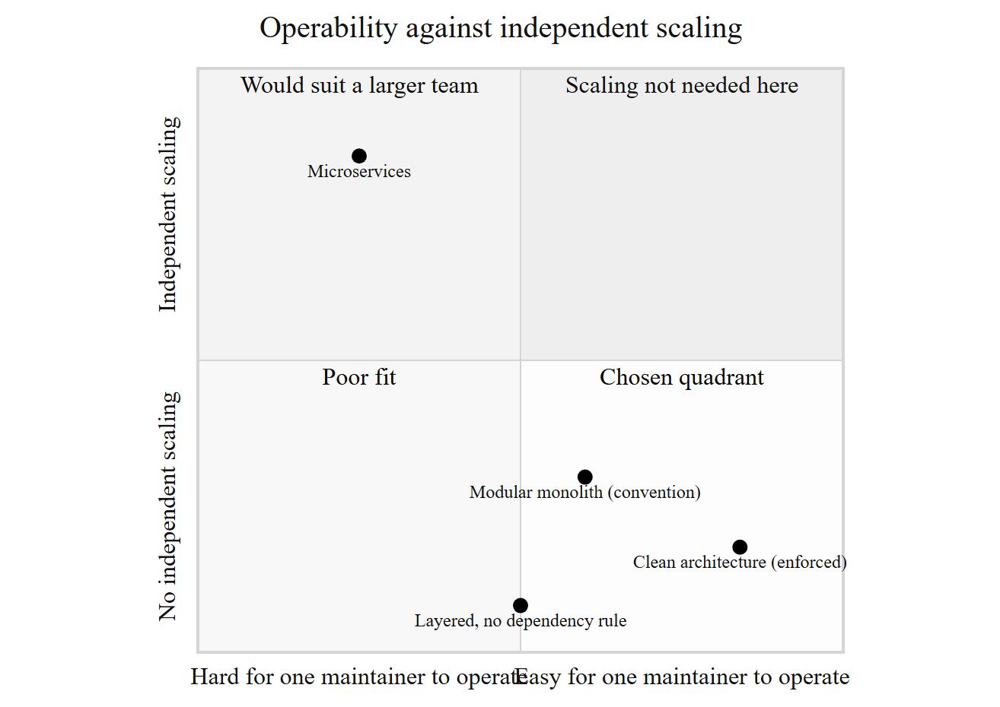 Operability against independent scaling
Would suit a larger team
Scaling not needed here
Independent scaling
Microservices
Poor fit
Chosen quadrant
No independent scaling
Modular monolith (convention)
Clean architecture (enforced)
Layered, no dependency rule
Hard for one maintainer to operate
Easy for one maintainer to operate